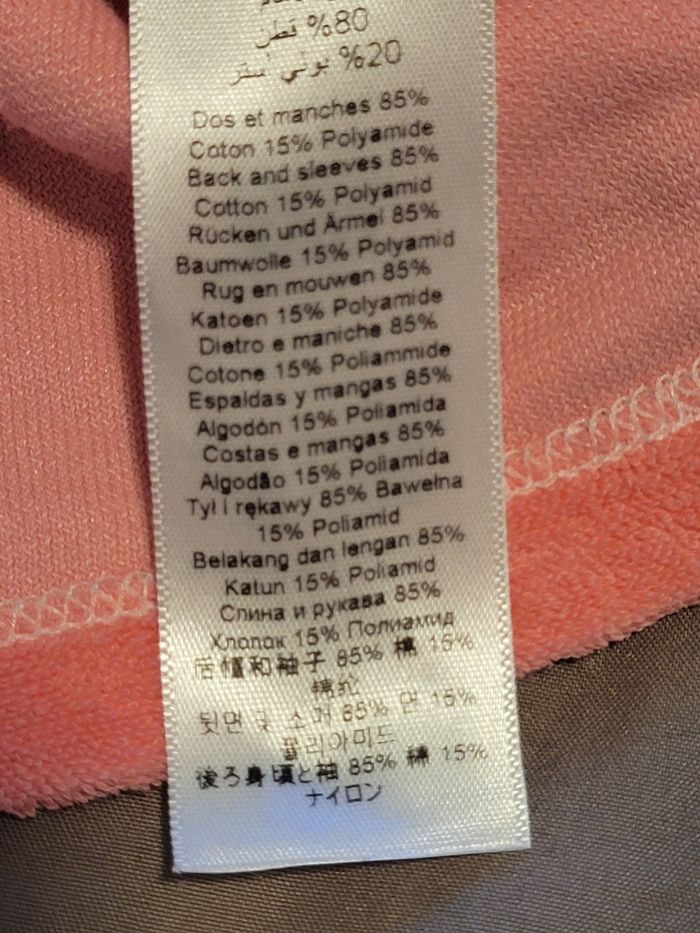 %80 قطن
%20 بولي أستر
Dos et manches 85%
Coton 15% Polyamide
Back and sleeves 85%
Cotton 15% Polyamid
Rücken und Ärmel 85%
Baumwolle 15% Polyamid
Rug en mouwen 85%
Katoen 15% Polyamide
Dietro e maniche 85%
Cotone 15% Poliammide
Espaldas y mangas 85%
Algodón 15% Poliamida
Costas e mangas 85%
Algodão 15% Poliamida
Tył i rękawy 85% Bawełna
15% Poliamid
Belakang dan lengan 85%
Katun 15% Poliamid
Спина и рукава 85%
Хлопок 15% Полиамид
和袖子 85% 棉 15%
锦纶
뒷면 및 소매 85% 면 15%
폴리아미드
後ろ身頃と袖 85% 綿 15%
ナイロン